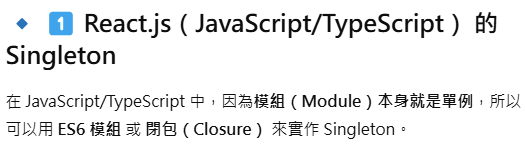 🔹 1️⃣ React.js（JavaScript/TypeScript） 的
Singleton
在 JavaScript/TypeScript 中，因為模組（Module）本身就是單例，所以
可以用 ES6 模組 或 閉包（Closure） 來實作 Singleton。